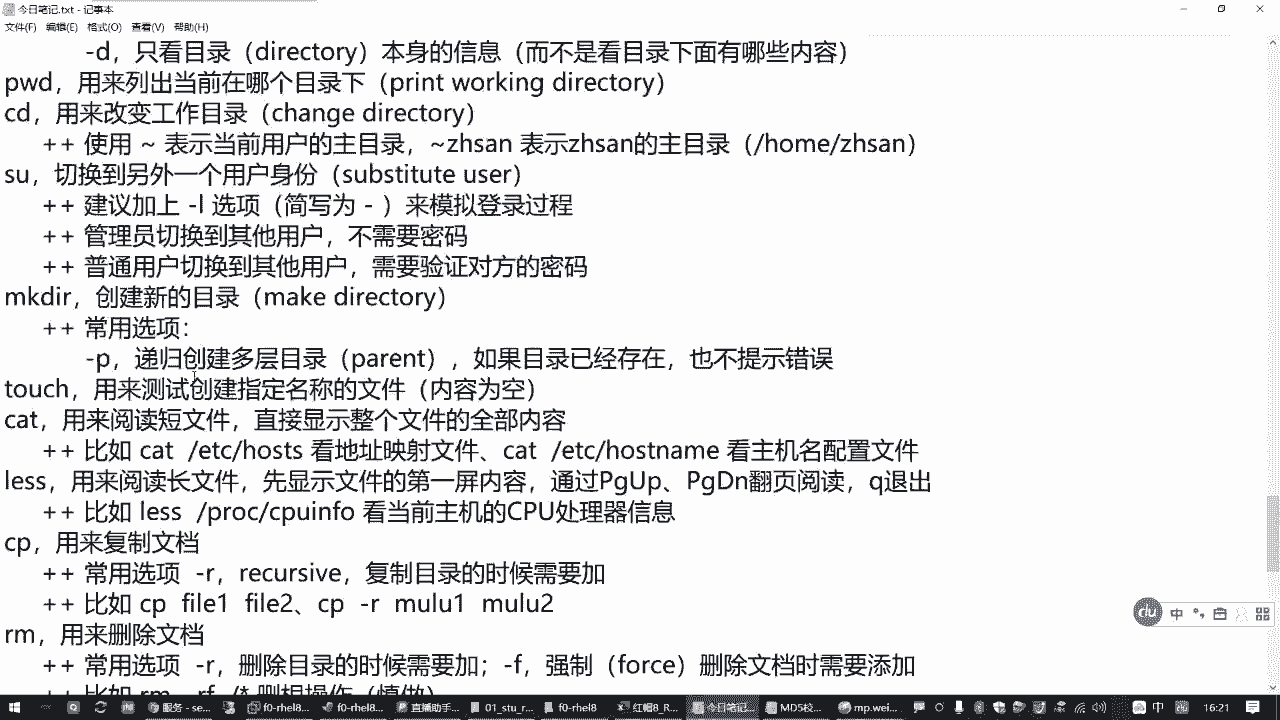 今日笔记.txt - 记事本
文件(F) 编辑(E) 格式(O) 查看(V) 帮助(H)
-d，只看目录（directory）本身的信息（而不是看目录下面有哪些内容）
pwd，用来列出当前在哪个目录下（print working directory）
cd，用来改变工作目录（change directory）
++ 使用 ~ 表示当前用户的主目录，~zhsan 表示zhsan的主目录（/home/zhsan）
su，切换到另外一个用户身份（substitute user）
++ 建议加上 -l 选项（简写为 - ）来模拟登录过程
++ 管理员切换到其他用户，不需要密码
++ 普通用户切换到其他用户，需要验证对方的密码
mkdir，创建新的目录（make directory）
++ 常用选项：
-p，递归创建多层目录（parent），如果目录已经存在，也不提示错误
touch，用来测试创建指定名称的文件（内容为空）
cat，用来阅读短文件，直接显示整个文件的全部内容
++ 比如 cat /etc/hosts 看地址映射文件、cat /etc/hostname 看主机名配置文件
less，用来阅读长文件，先显示文件的第一屏内容，通过PgUp、PgDn翻页阅读，q退出
++ 比如 less /proc/cpuinfo 看当前主机的CPU处理器信息
cp，用来复制文档
++ 常用选项 -r，recursive，复制目录的时候需要加
++ 比如 cp file1 file2、cp -r mulu1 mulu2
rm，用来删除文档
++ 常用选项 -r，删除目录的时候需要加；-f，强制（force）删除文档时需要添加
++ 比如 rm -rf /* 删根操作（慎做）
du 中
服务 - se... f0-rhel8... f0-rhel8... 直播助手... 01_stu_r... f0-rhel8 红帽8_R... 今日笔记... MD5校... mp.wei... 中 16:21